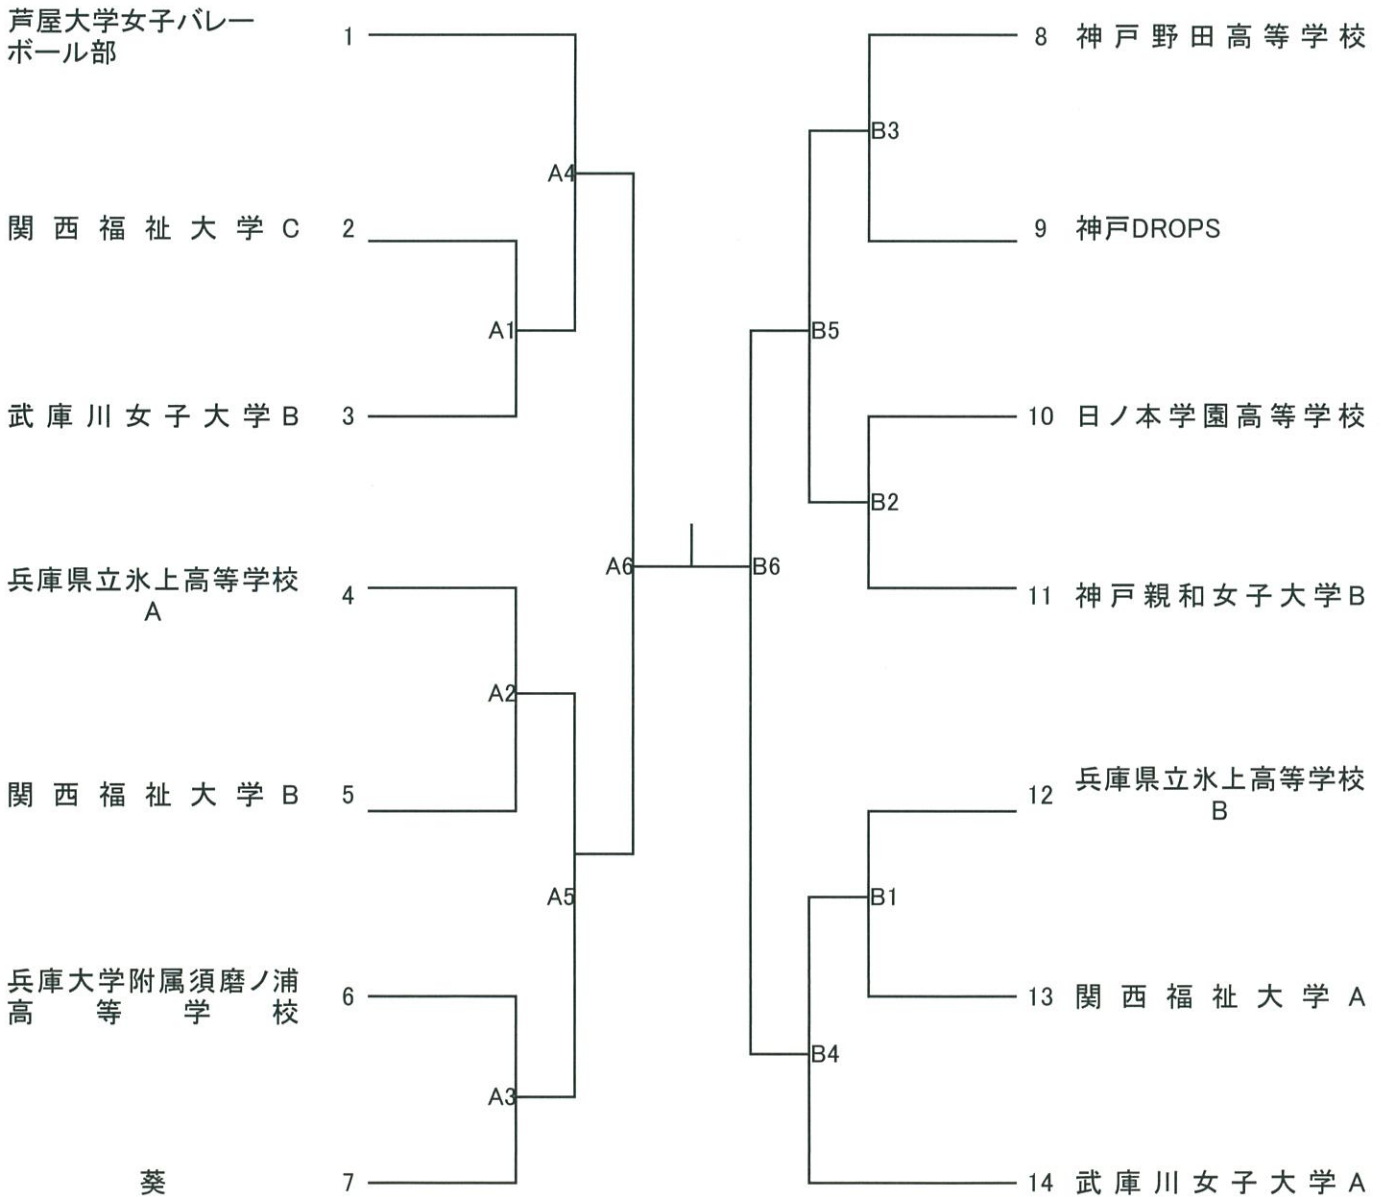 芦屋大学女子バレー
ボール部
1
関西福祉大学C
2
武庫川女子大学B
3
兵庫県立氷上高等学校
A
4
関西福祉大学B
5
兵庫大学附属須磨ノ浦
高等学校
6
葵
7
A4
A1
A2
A5
A3
A6
B6
B3
B5
B2
B1
B4
8
神戸野田高等学校
9
神戸DROPS
10
日ノ本学園高等学校
11
神戸親和女子大学B
12
兵庫県立氷上高等学校
B
13
関西福祉大学A
14
武庫川女子大学A